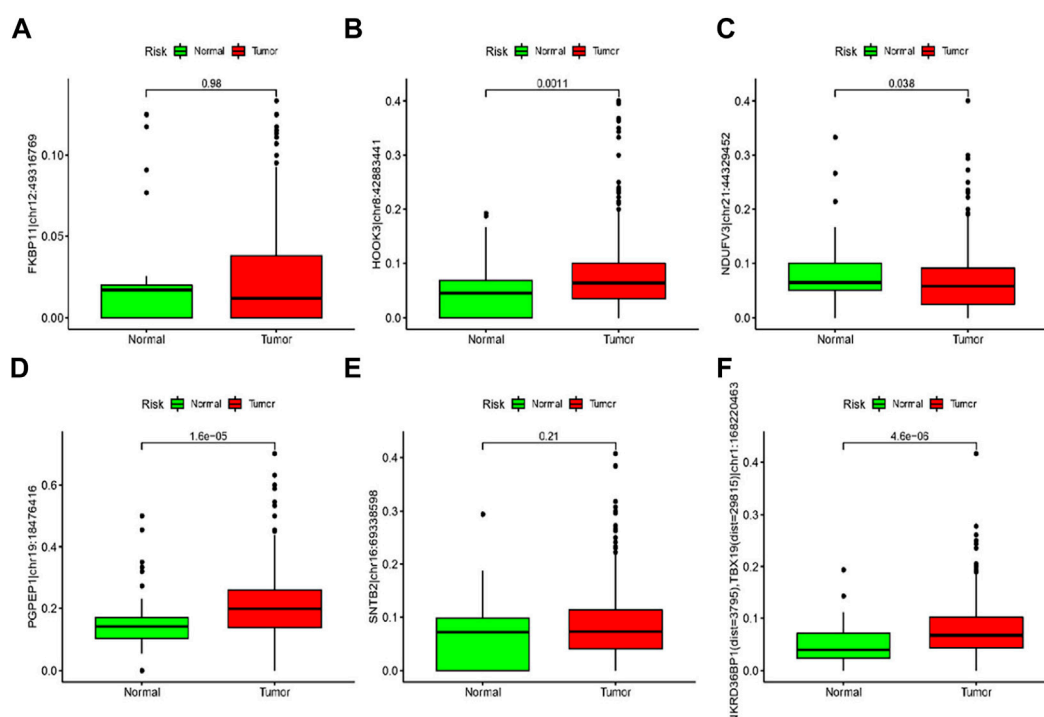 A
Risk Normal Tumor
0.98
0.10
0.05
0.00
FKBP11|chr12:49316769
Normal Tumor
B
Risk Normal Tumor
0.0011
0.4
0.3
0.2
0.1
0.0
HOOK3|chr8:42883441
Normal Tumor
C
Risk Normal Tumor
0.038
0.4
0.3
0.2
0.1
0.0
NDUFV3|chr21:44329452
Normal Tumor
D
Risk Normal Tumor
1.6e−05
0.6
0.4
0.2
0.0
PGPEP1|chr19:18476416
Normal Tumor
E
Risk Normal Tumor
0.21
0.4
0.3
0.2
0.1
0.0
SNTB2|chr16:69338598
Normal Tumor
F
Risk Normal Tumor
4.6e−06
0.4
0.3
0.2
0.1
0.0
NKRD36BP1(dist=3795),TBX19(dist=29815)|chr1:168220463
Normal Tumor